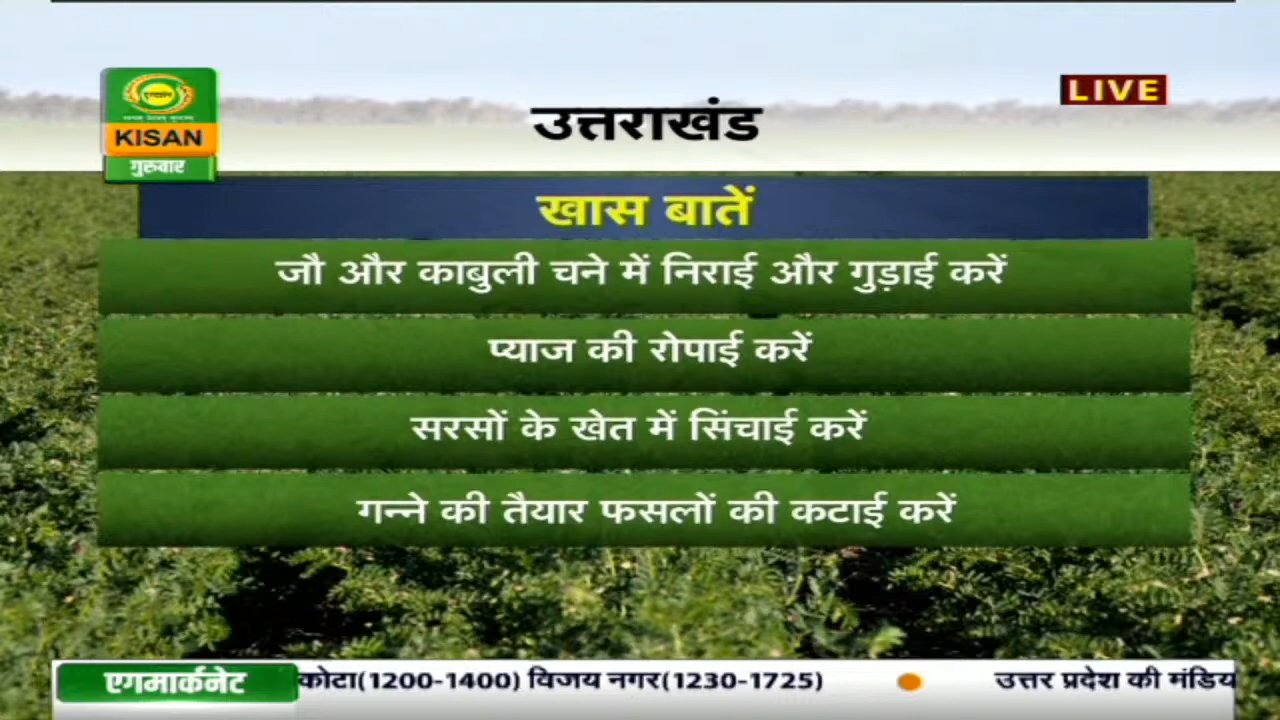 LIVE
KISAN
गुरुवार
उत्तराखंड
खास बातें
जौ और काबुली चने में निराई और गुड़ाई करें
प्याज की रोपाई करें
सरसों के खेत में सिंचाई करें
गन्ने की तैयार फसलों की कटाई करें
एगमार्कनेट कोटा(1200-1400) विजय नगर(1230-1725) उत्तर प्रदेश की मंडिय